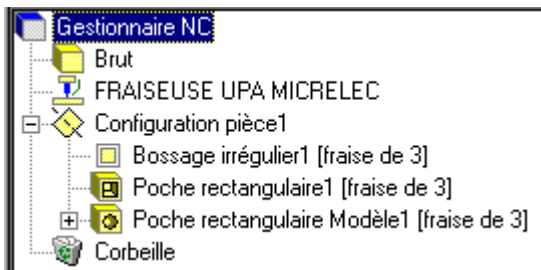 Gestionnaire NC
Brut
FRAISEUSE UPA MICRELEC
Configuration pièce1
Bossage irrégulier1 [fraise de 3]
Poche rectangulaire1 [fraise de 3]
Poche rectangulaire Modèle1 [fraise de 3]
Corbeille